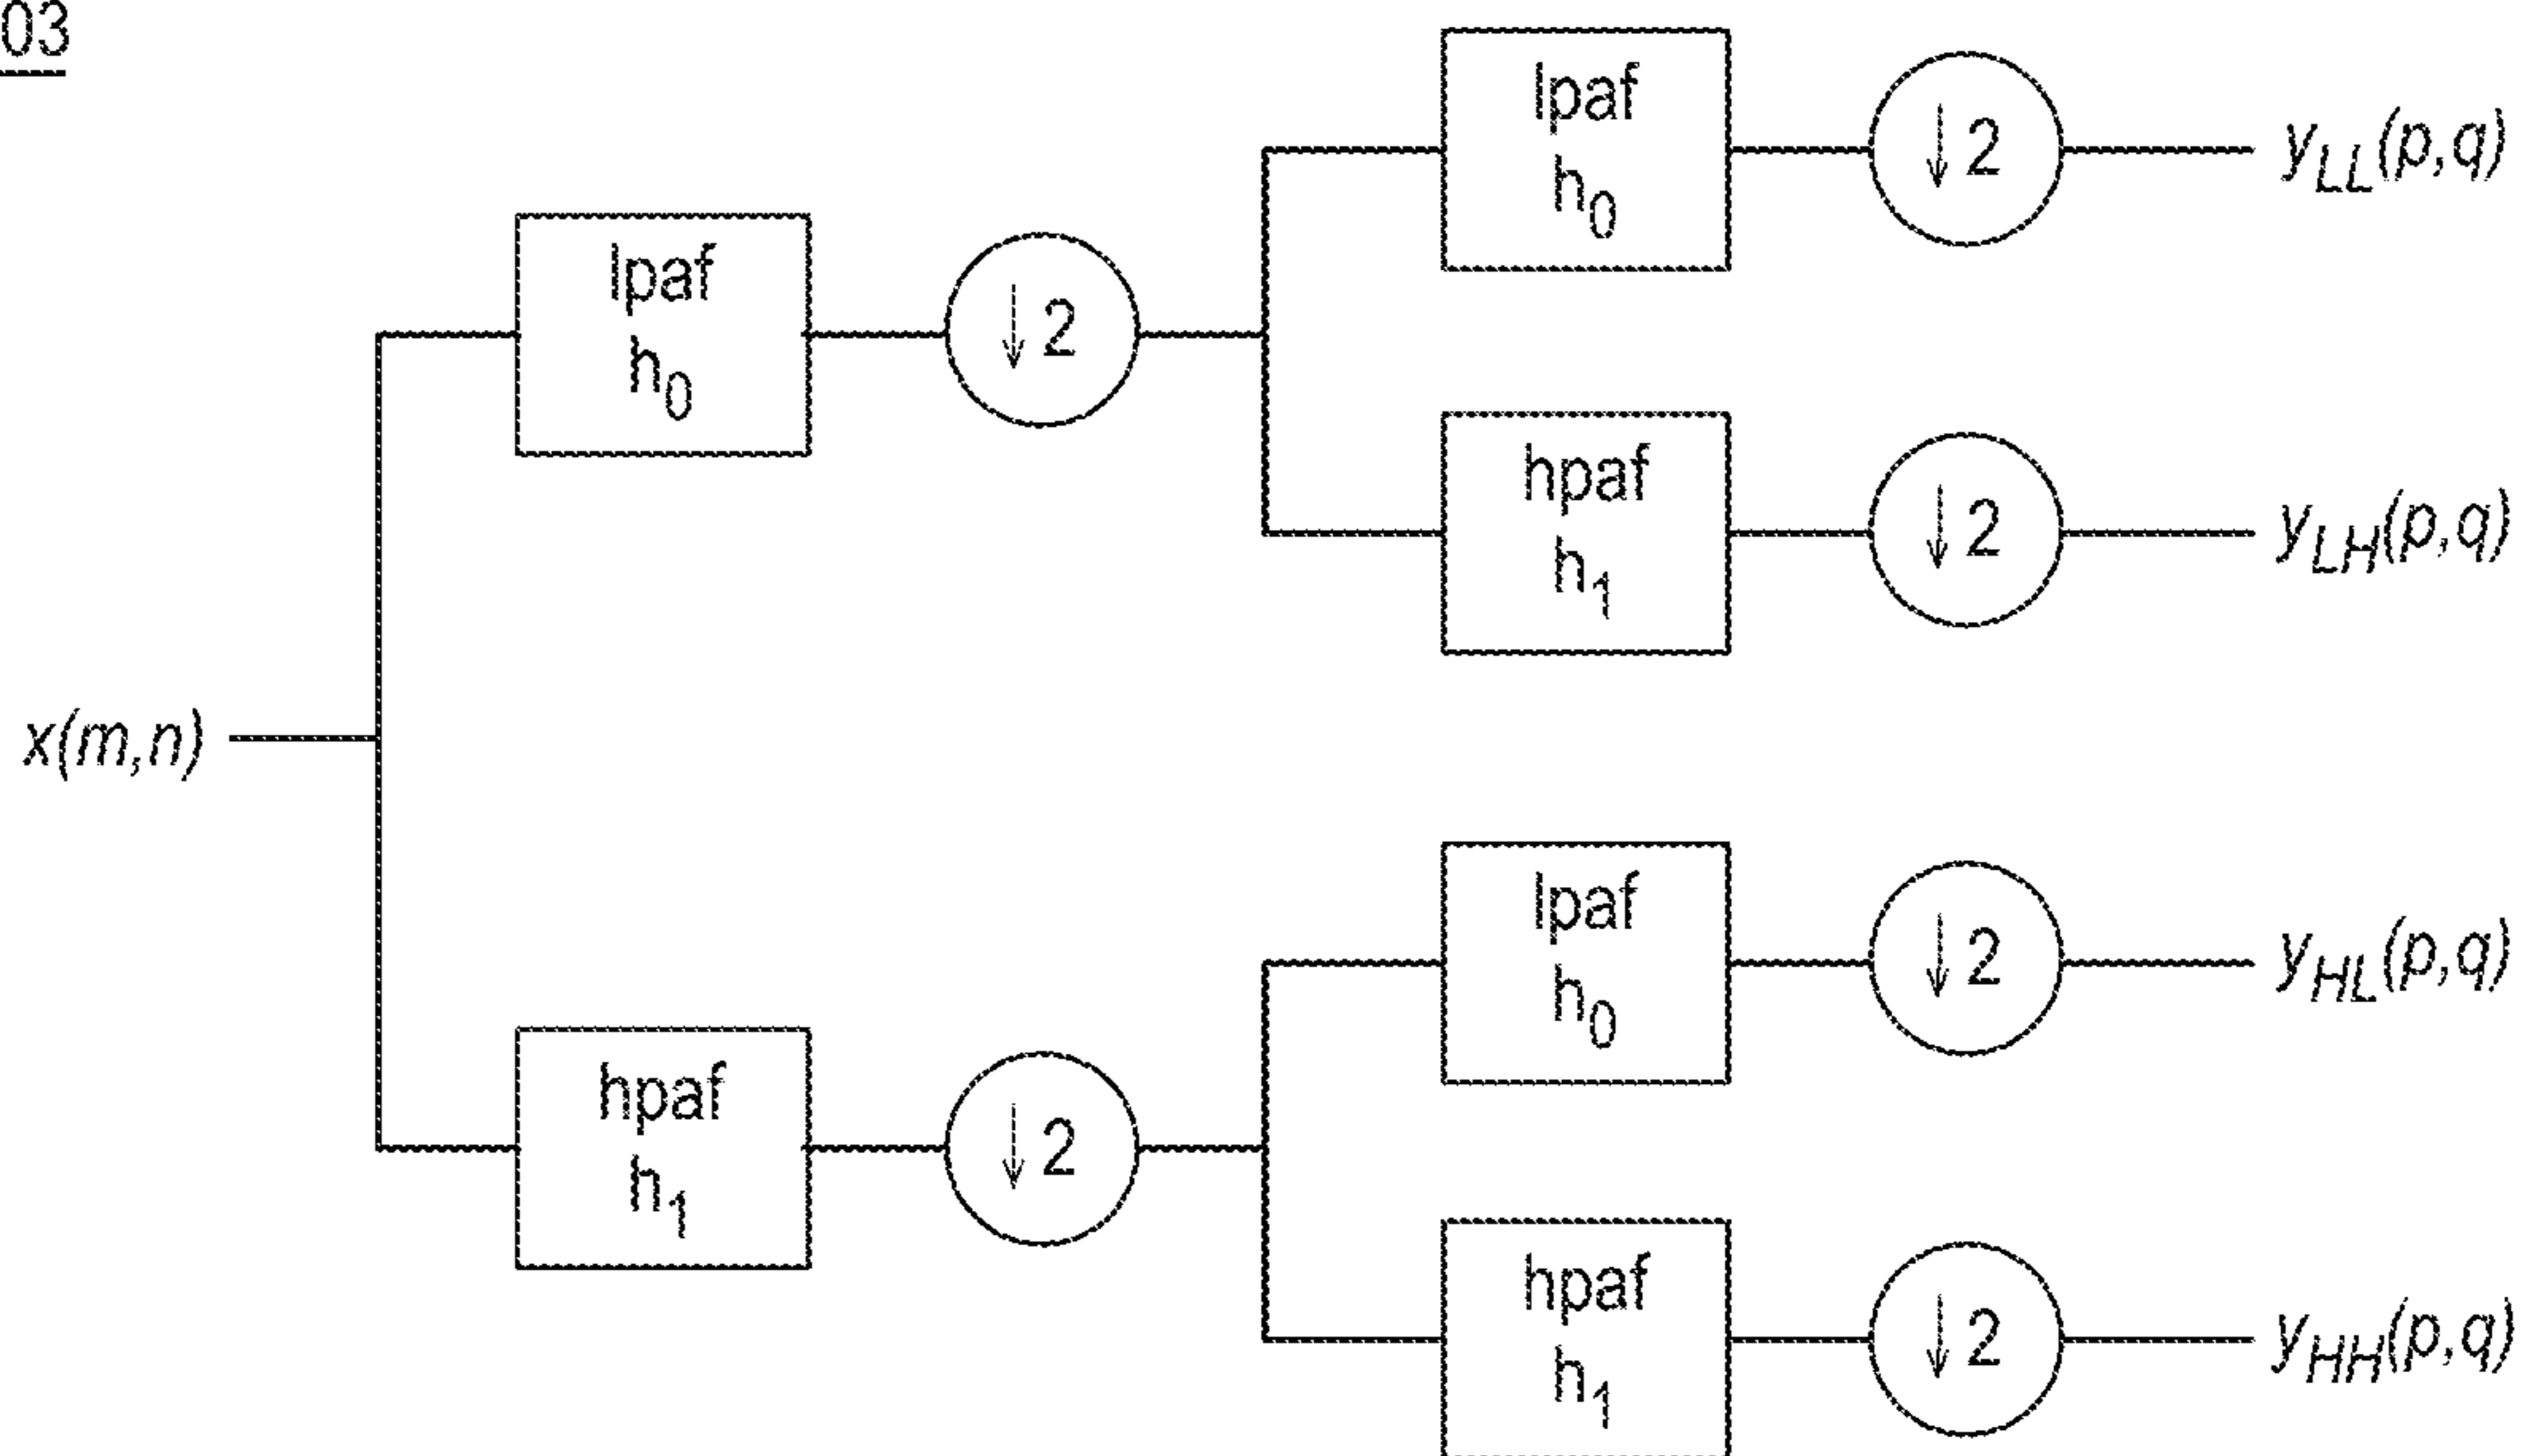 03
lpaf
h0
↓ 2
lpaf
h0
↓ 2
yLL(p,q)
hpaf
h1
↓ 2
yLH(p,q)
x(m,n)
hpaf
h1
↓ 2
lpaf
h0
↓ 2
yHL(p,q)
hpaf
h1
↓ 2
yHH(p,q)